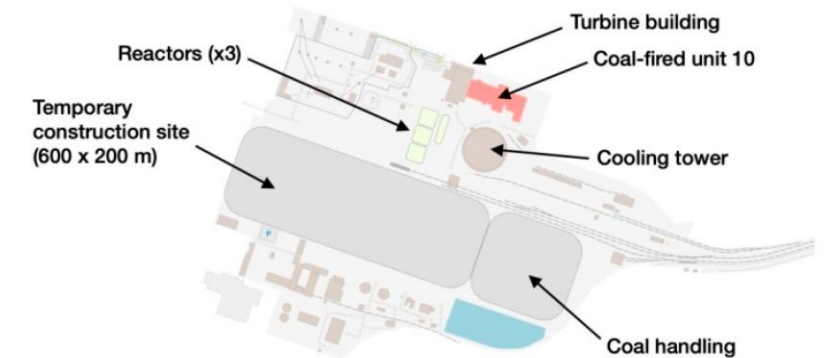 Turbine building
Reactors (x3)
Coal-fired unit 10
Temporary
construction site
(600 x 200 m)
Cooling tower
P
Coal handling